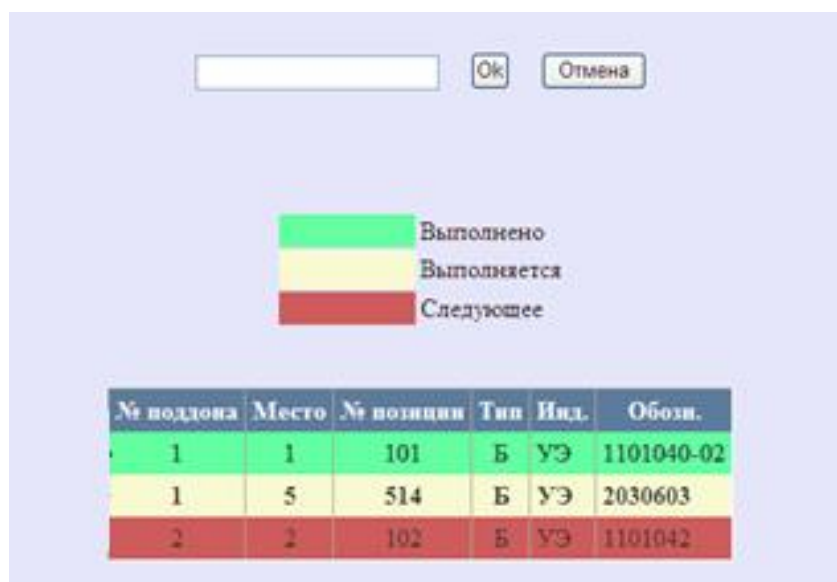 Ok Отмена
Выполнено
Выполняется
Следующее
№ поддона Место № позиции Тип Инд. Обозн.
1 1 101 Б УЭ 1101040-02
1 5 514 Б УЭ 2030603
2 2 102 Б УЭ 1101042